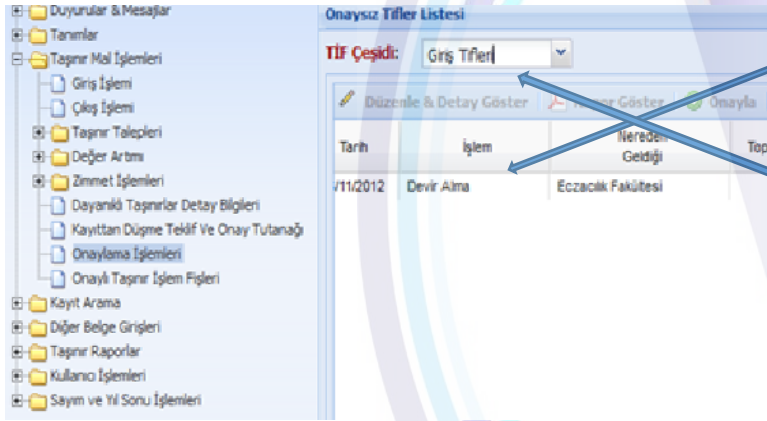 Duyurular & Mesajlar
Tanımlar
Taşınır Mal İşlemleri
Giriş İşlemi
Çıkış İşlemi
Taşınır Talepleri
Değer Artımı
Zimmet İşlemleri
Dayanıklı Taşınırlar Detay Bilgileri
Kayıttan Düşme Teklif Ve Onay Tutanağı
Onaylama İşlemleri
Onaylı Taşınır İşlem Fişleri
Kayıt Arama
Diğer Belge Girişleri
Taşınır Raporlar
Kullanıcı İşlemleri
Sayım ve Yıl Sonu İşlemleri
Onaysız Tifler Listesi
TİF Çeşidi: Giriş Tifleri
Düzenle & Detay Göster Göster Onayla
Tarih İşlem Nereden Geldiği Top
/11/2012 Devir Alma Eczacılık Fakültesi